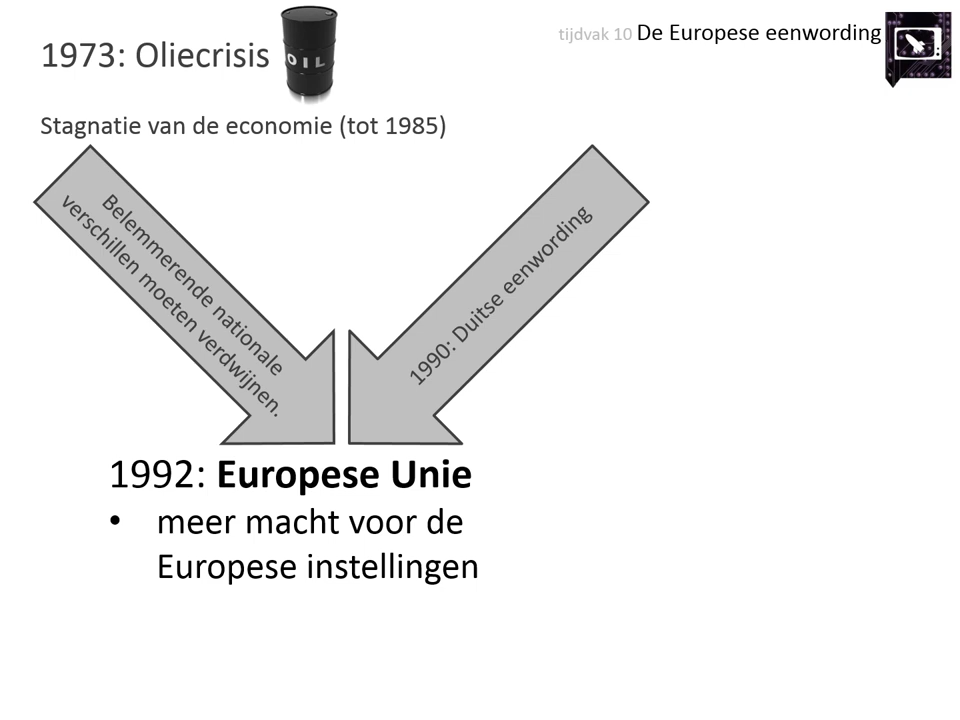 tijdvak 10 De Europese eenwording
1973: Oliecrisis
OIL
Stagnatie van de economie (tot 1985)
Belemmerende nationale
verschillen moeten verdwijnen.
1990: Duitse eenwording
1992: Europese Unie
• meer macht voor de
Europese instellingen